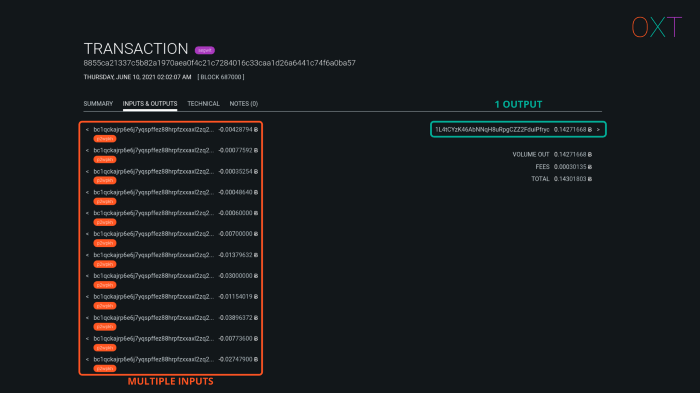 OXT
TRANSACTION segwit
8855ca21337c5b82a1970aea0f4c21c7284016c33caa1d26a6441c74f6a0ba57
THURSDAY, JUNE 10, 2021 02:02:07 AM [ BLOCK 687000 ]
SUMMARY INPUTS & OUTPUTS TECHNICAL NOTES (0)
1 OUTPUT
< bc1qckajrp6e6j7yqspffez88hrpfzxxaxl2zq2... -0.00428794 ฿
p2wpkh
< bc1qckajrp6e6j7yqspffez88hrpfzxxaxl2zq2... -0.00077592 ฿
p2wpkh
< bc1qckajrp6e6j7yqspffez88hrpfzxxaxl2zq2... -0.00035254 ฿
p2wpkh
< bc1qckajrp6e6j7yqspffez88hrpfzxxaxl2zq2... -0.00048640 ฿
p2wpkh
< bc1qckajrp6e6j7yqspffez88hrpfzxxaxl2zq2... -0.00060000 ฿
p2wpkh
< bc1qckajrp6e6j7yqspffez88hrpfzxxaxl2zq2... -0.00700000 ฿
p2wpkh
< bc1qckajrp6e6j7yqspffez88hrpfzxxaxl2zq2... -0.01379632 ฿
p2wpkh
< bc1qckajrp6e6j7yqspffez88hrpfzxxaxl2zq2... -0.03000000 ฿
p2wpkh
< bc1qckajrp6e6j7yqspffez88hrpfzxxaxl2zq2... -0.01154019 ฿
p2wpkh
< bc1qckajrp6e6j7yqspffez88hrpfzxxaxl2zq2... -0.03896372 ฿
p2wpkh
< bc1qckajrp6e6j7yqspffez88hrpfzxxaxl2zq2... -0.00773600 ฿
p2wpkh
< bc1qckajrp6e6j7yqspffez88hrpfzxxaxl2zq2... -0.02747900 ฿
p2wpkh
MULTIPLE INPUTS
1L4tCYzK46AbNNqH8uRpgCZZ2FduiPfryc 0.14271668 ฿ >
VOLUME OUT 0.14271668 ฿
FEES 0.00030135 ฿
TOTAL 0.14301803 ฿